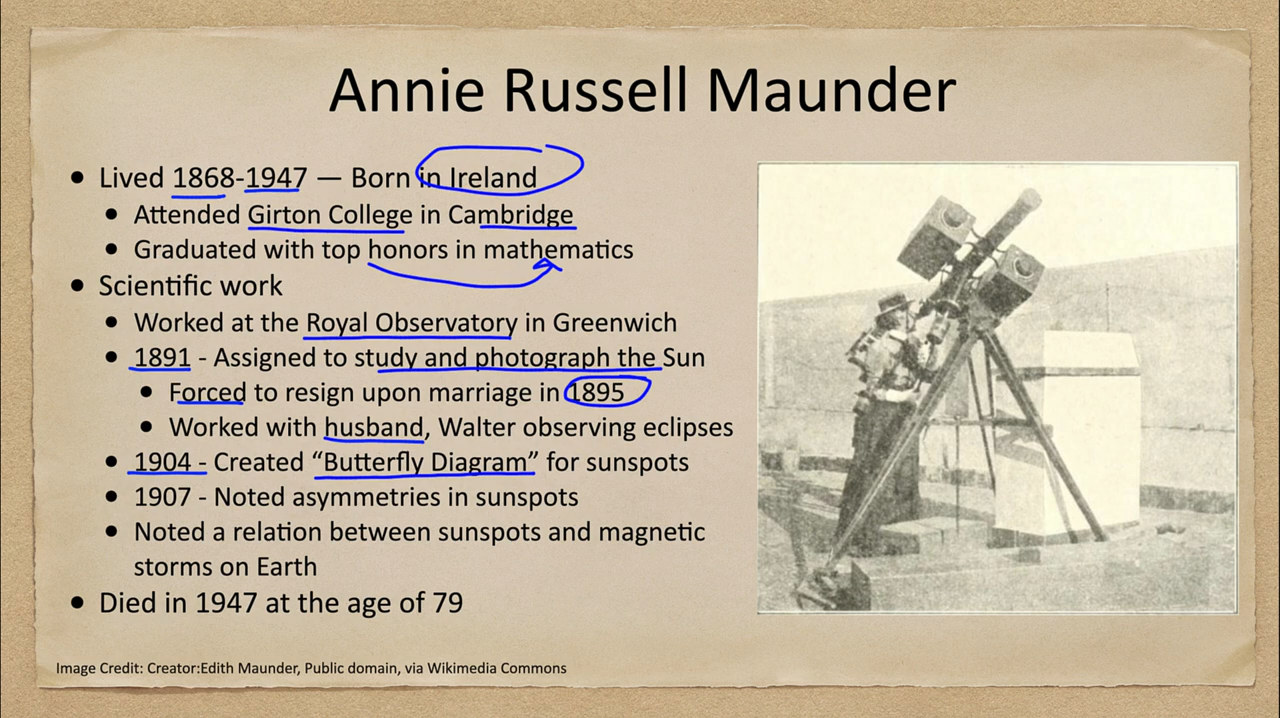 Annie Russell Maunder
• Lived 1868-1947 — Born in Ireland
• Attended Girton College in Cambridge
• Graduated with top honors in mathematics
• Scientific work
• Worked at the Royal Observatory in Greenwich
• 1891 - Assigned to study and photograph the Sun
• Forced to resign upon marriage in 1895
• Worked with husband, Walter observing eclipses
• 1904 - Created “Butterfly Diagram” for sunspots
• 1907 - Noted asymmetries in sunspots
• Noted a relation between sunspots and magnetic
storms on Earth
• Died in 1947 at the age of 79
Image Credit: Creator:Edith Maunder, Public domain, via Wikimedia Commons